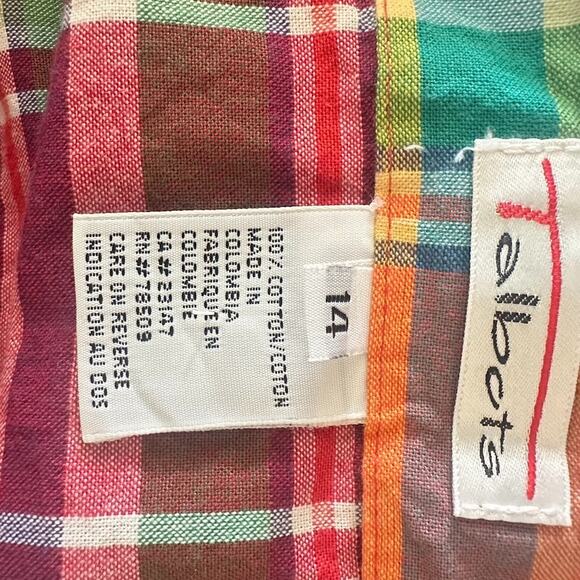 100% COTTON/COTON
MADE IN
COLOMBIA
FABRIQUE EN
COLOMBIE
CA# 23147
RN## 78509
CARE ON REVERSE
INDICATION AU DOS
14
Talbots